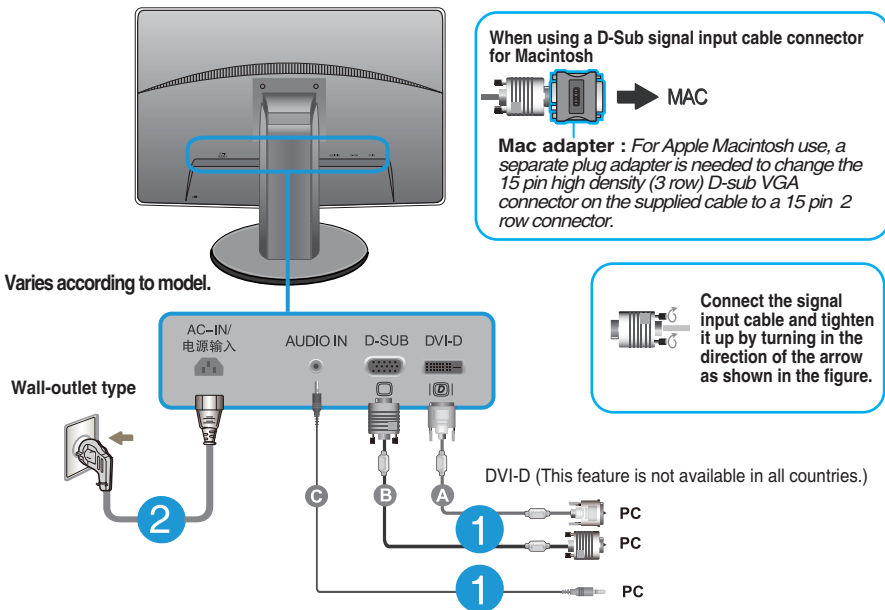 When using a D-Sub signal input cable connector
for Macintosh
MAC
Mac adapter : For Apple Macintosh use, a
separate plug adapter is needed to change the
15 pin high density (3 row) D-sub VGA
connector on the supplied cable to a 15 pin 2
row connector.
Varies according to model.
Connect the signal
input cable and tighten
it up by turning in the
direction of the arrow
as shown in the figure.
AC-IN/
电源输入
AUDIO IN
D-SUB
DVI-D
D
Wall-outlet type
DVI-D (This feature is not available in all countries.)
C
B
A
2
1
PC
PC
1
PC